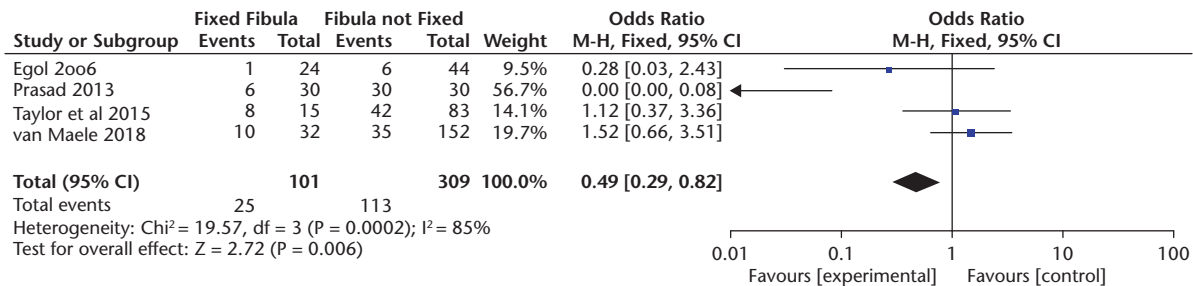 Fixed Fibula Fibula not Fixed Odds Ratio Odds Ratio
Study or Subgroup Events Total Events Total Weight M-H, Fixed, 95% CI M-H, Fixed, 95% CI
Egol 2oo6 1 24 6 44 9.5% 0.28 [0.03, 2.43]
Prasad 2013 6 30 30 30 56.7% 0.00 [0.00, 0.08]
Taylor et al 2015 8 15 42 83 14.1% 1.12 [0.37, 3.36]
van Maele 2018 10 32 35 152 19.7% 1.52 [0.66, 3.51]
Total (95% CI) 101 309 100.0% 0.49 [0.29, 0.82]
Total events 25 113
Heterogeneity: Chi² = 19.57, df = 3 (P = 0.0002); I² = 85%
Test for overall effect: Z = 2.72 (P = 0.006)
0.01 0.1 1 10 100
Favours [experimental] Favours [control]